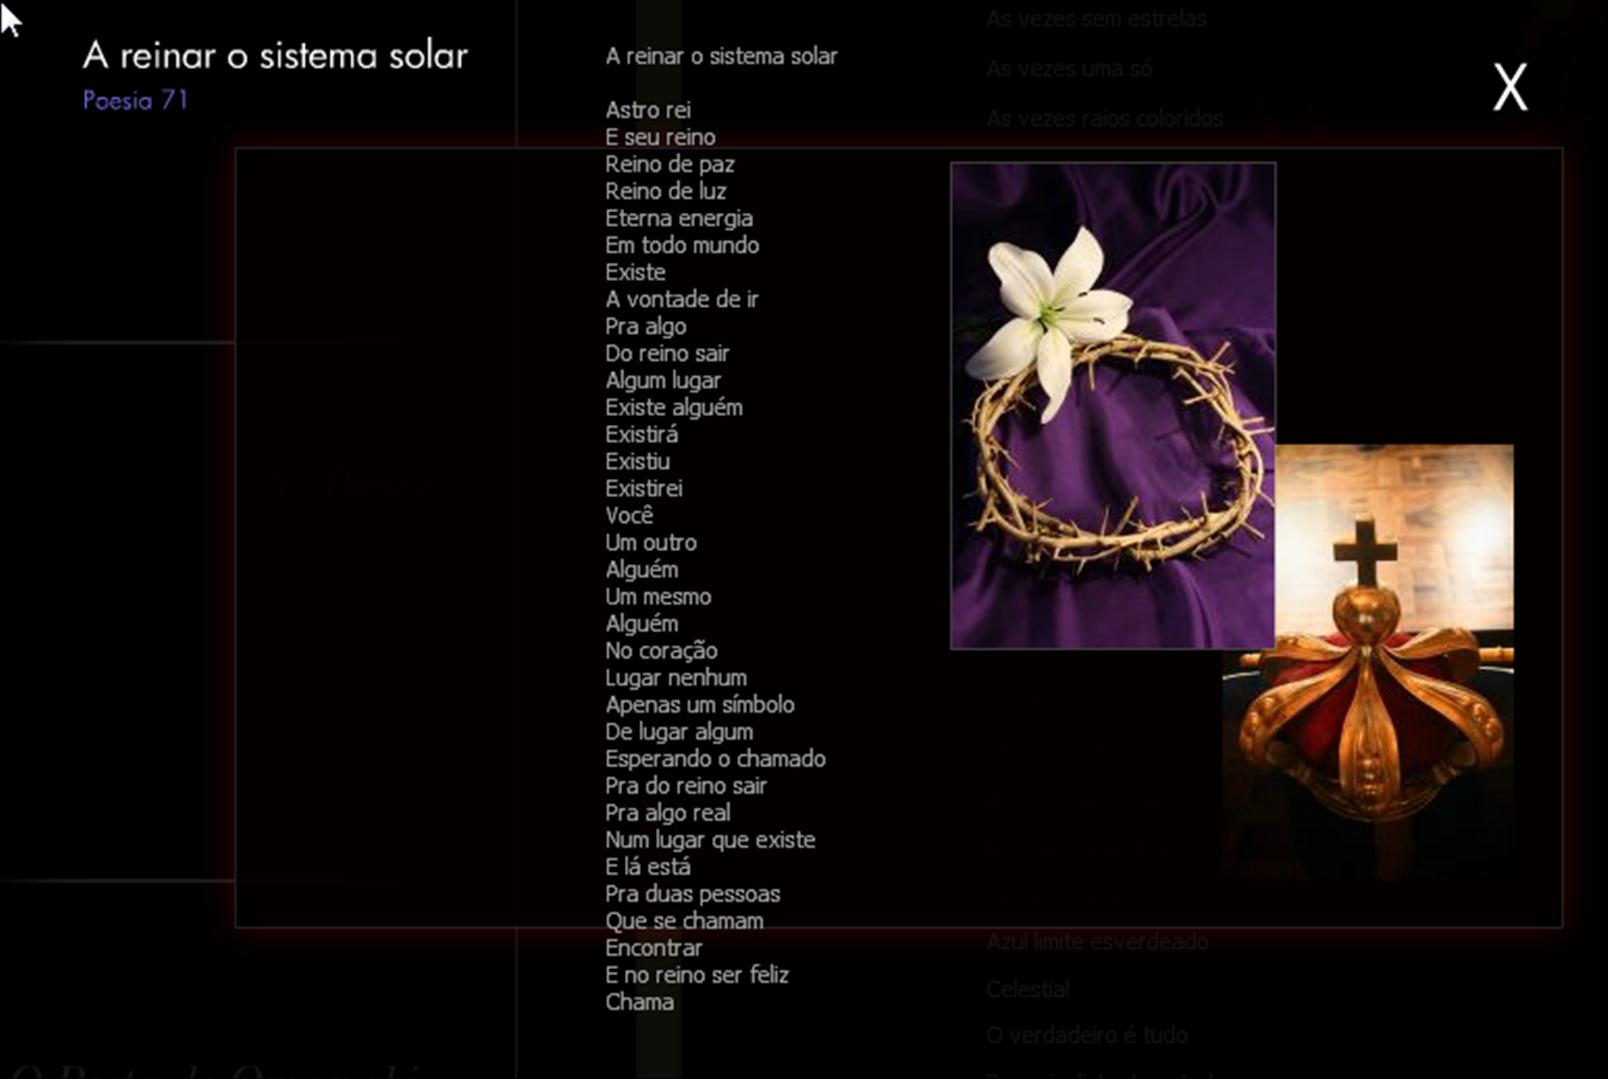 A reinar o sistema solar
Poesia 71
X
A reinar o sistema solar
Astro rei
E seu reino
Reino de paz
Reino de luz
Eterna energia
Em todo mundo
Existe
A vontade de ir
Pra algo
Do reino sair
Algum lugar
Existe alguém
Existirá
Existiu
Existirei
Você
Um outro
Alguém
Um mesmo
Alguém
No coração
Lugar nenhum
Apenas um símbolo
De lugar algum
Esperando o chamado
Pra do reino sair
Pra algo real
Num lugar que existe
E lá está
Pra duas pessoas
Que se chamam
Encontrar
E no reino ser feliz
Chama
As vezes sem estrelas
As vezes uma só
As vezes raios coloridos
Azul limite esverdeado
Celestial
O verdadeiro é tudo